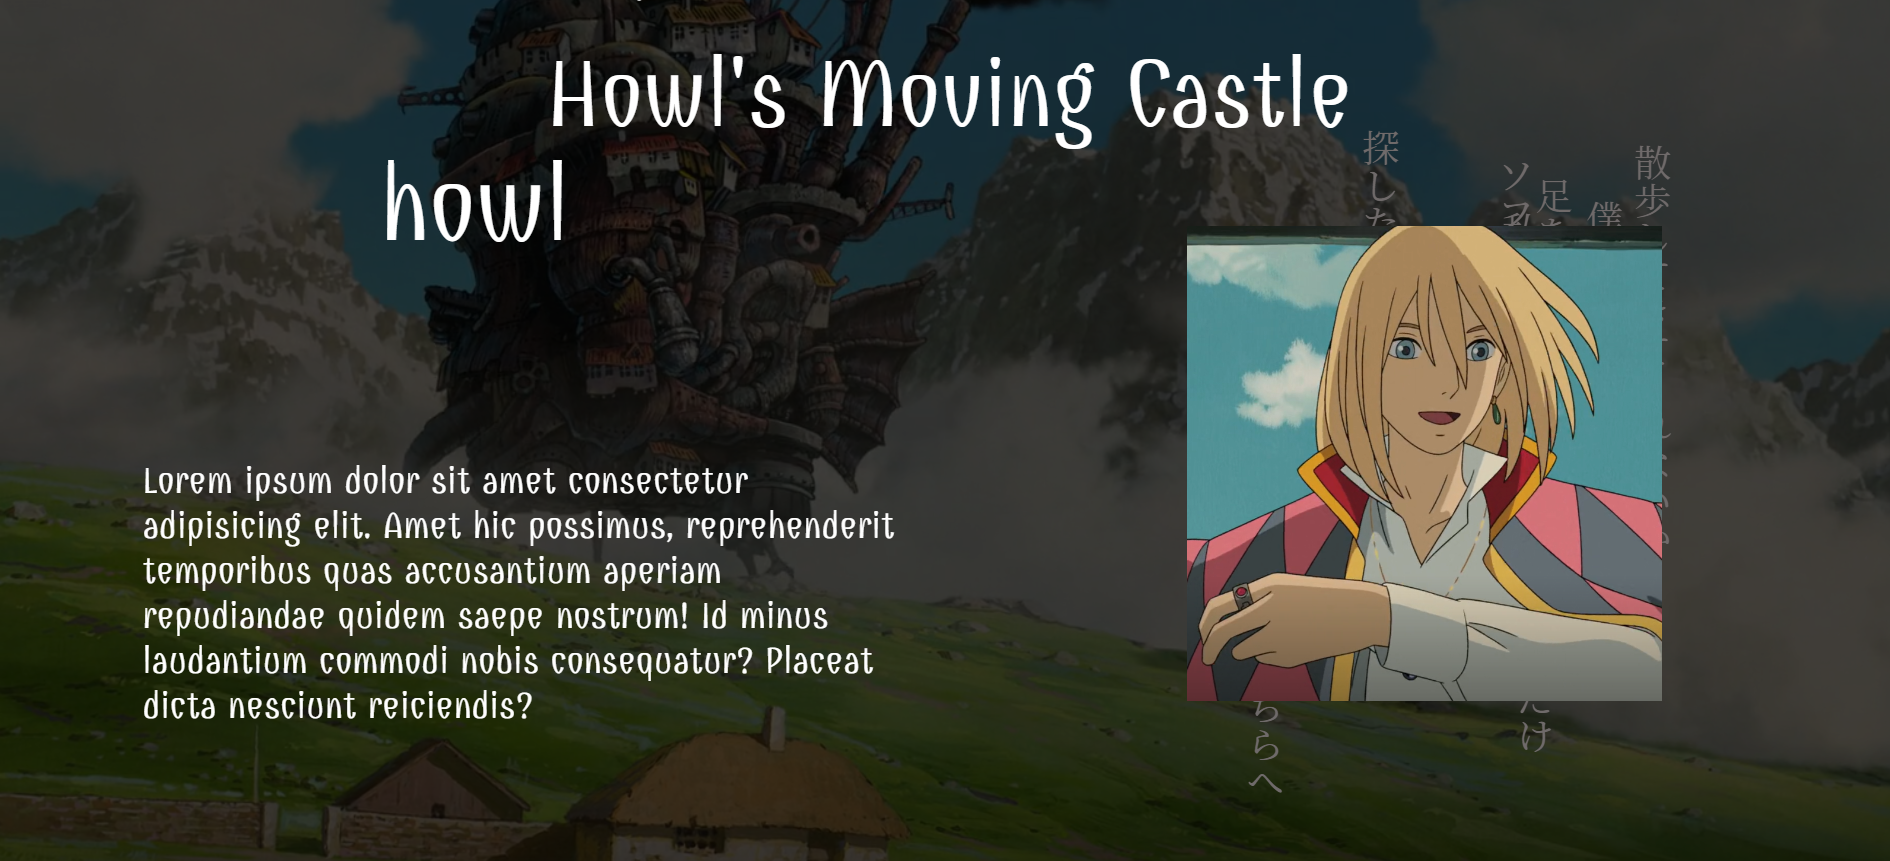 Howl's Moving Castle
howl
Lorem ipsum dolor sit amet consectetur
adipisicing elit. Amet hic possimus, reprehenderit
temporibus quas accusantium aperiam
repudiandae quidem saepe nostrum! Id minus
laudantium commodi nobis consequatur? Placeat
dicta nesciunt reiciendis?
散歩
僕
足
ソフ
探した
だけ
ちらへ